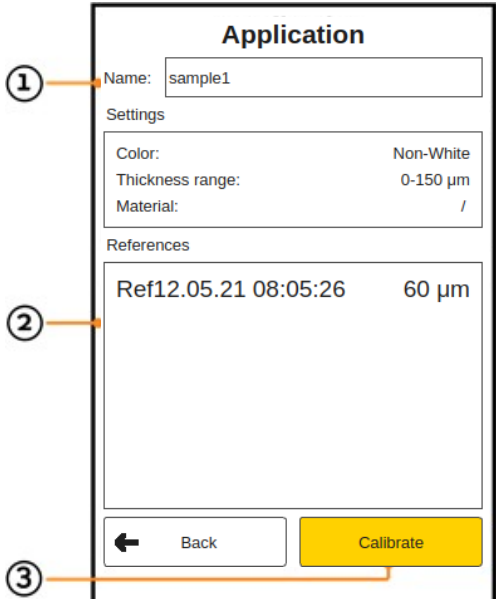 Application
① Name: sample1
Settings
Color: Non-White
Thickness range: 0-150 µm
Material: /
References
Ref12.05.21 08:05:26 60 µm
②
Back Calibrate
③